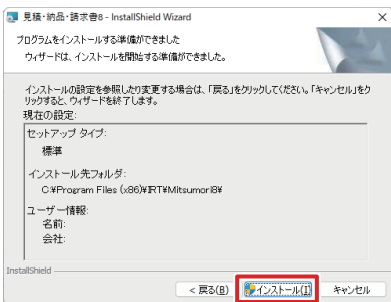 見積・納品・請求書8 - InstallShield Wizard
プログラムをインストールする準備ができました
ウィザードは、インストールを開始する準備ができました。
インストールの設定を参照したり変更する場合は、「戻る」をクリックしてください。「キャンセル」をク
リックすると、ウィザードを終了します。
現在の設定:
セットアップ タイプ:
標準
インストール先フォルダ:
C:¥Program Files (x86)¥IRT¥Mitsumori8¥
ユーザー情報:
名前:
会社:
InstallShield
< 戻る(B)
インストール(I)
キャンセル